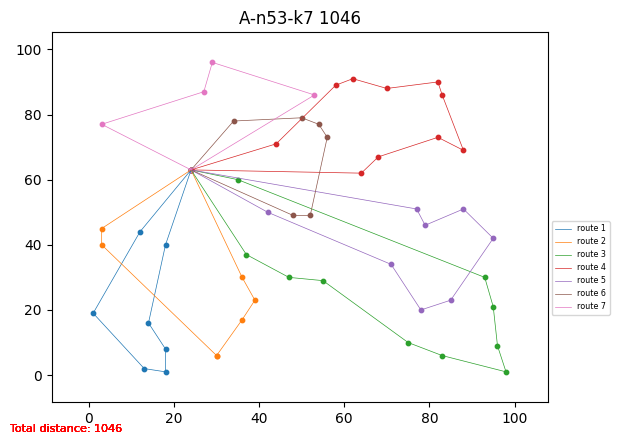 A-n53-k7 1046
100
80
60
40
20
0
0 20 40 60 80 100
route 1
route 2
route 3
route 4
route 5
route 6
route 7
Total distance: 1046